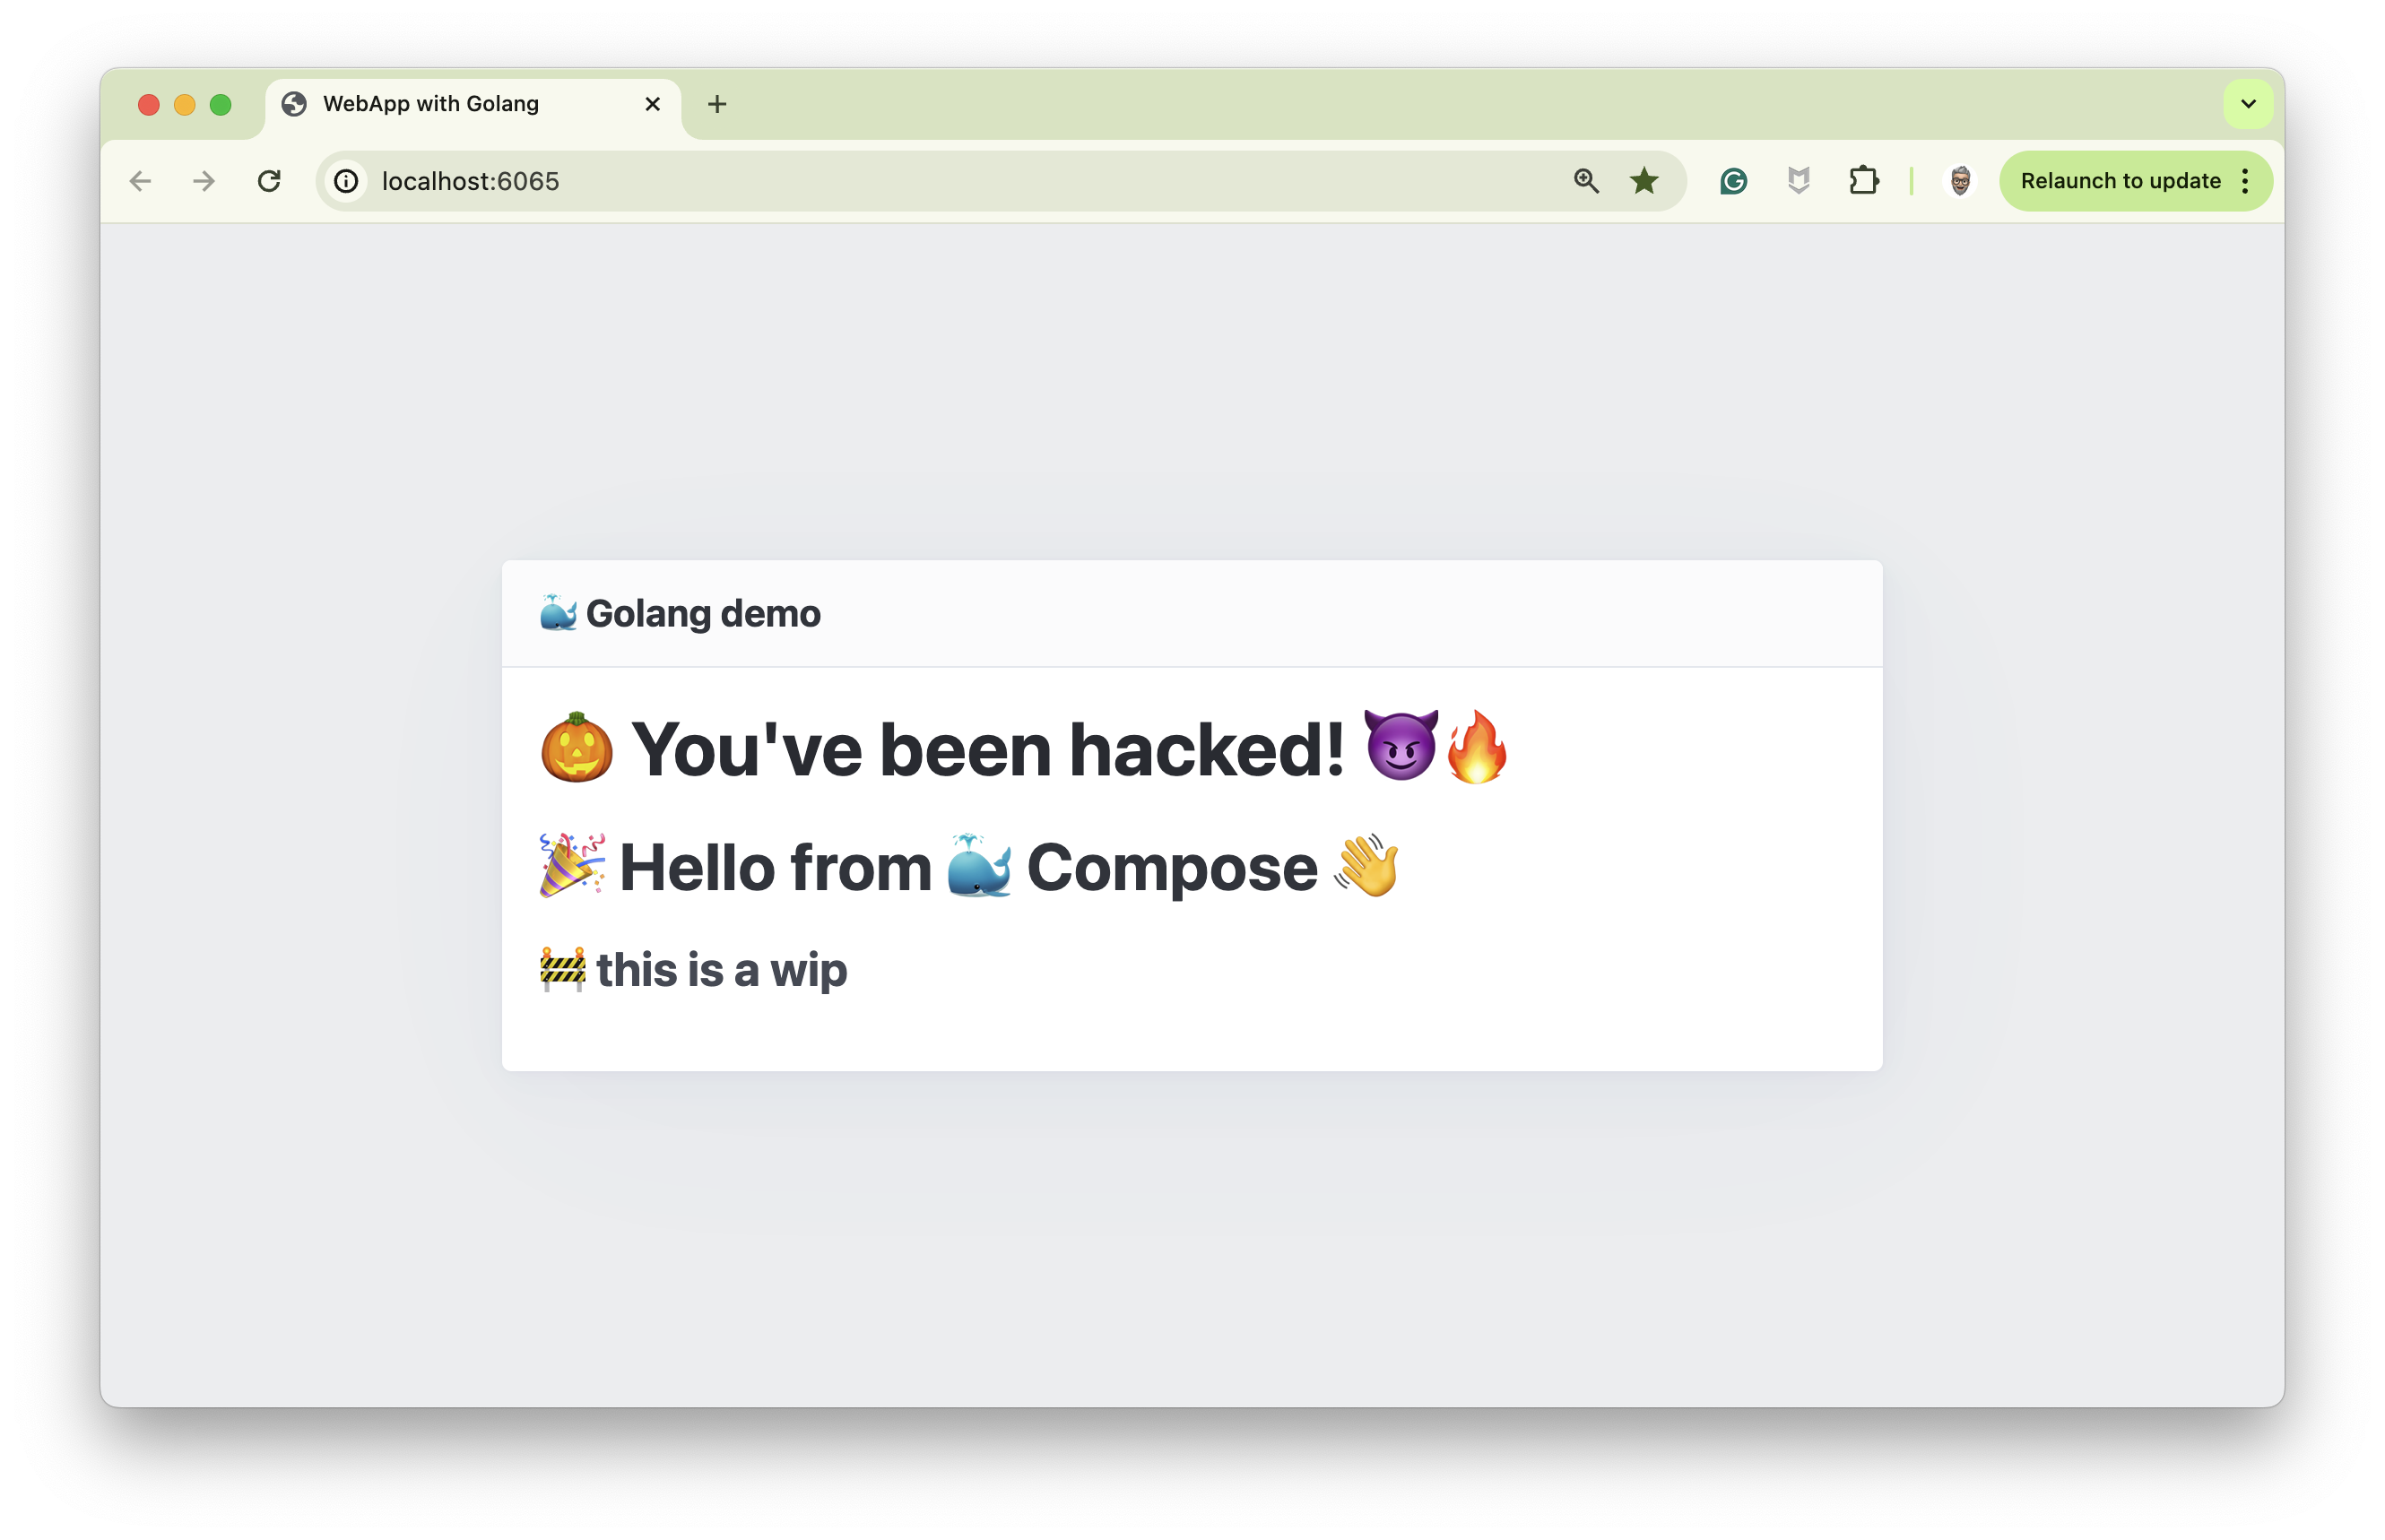 WebApp with Golang
localhost:6065
Relaunch to update
🐳 Golang demo
🎃 You've been hacked! 😈🔥
🎉 Hello from 🐳 Compose 👋
🚧 this is a wip